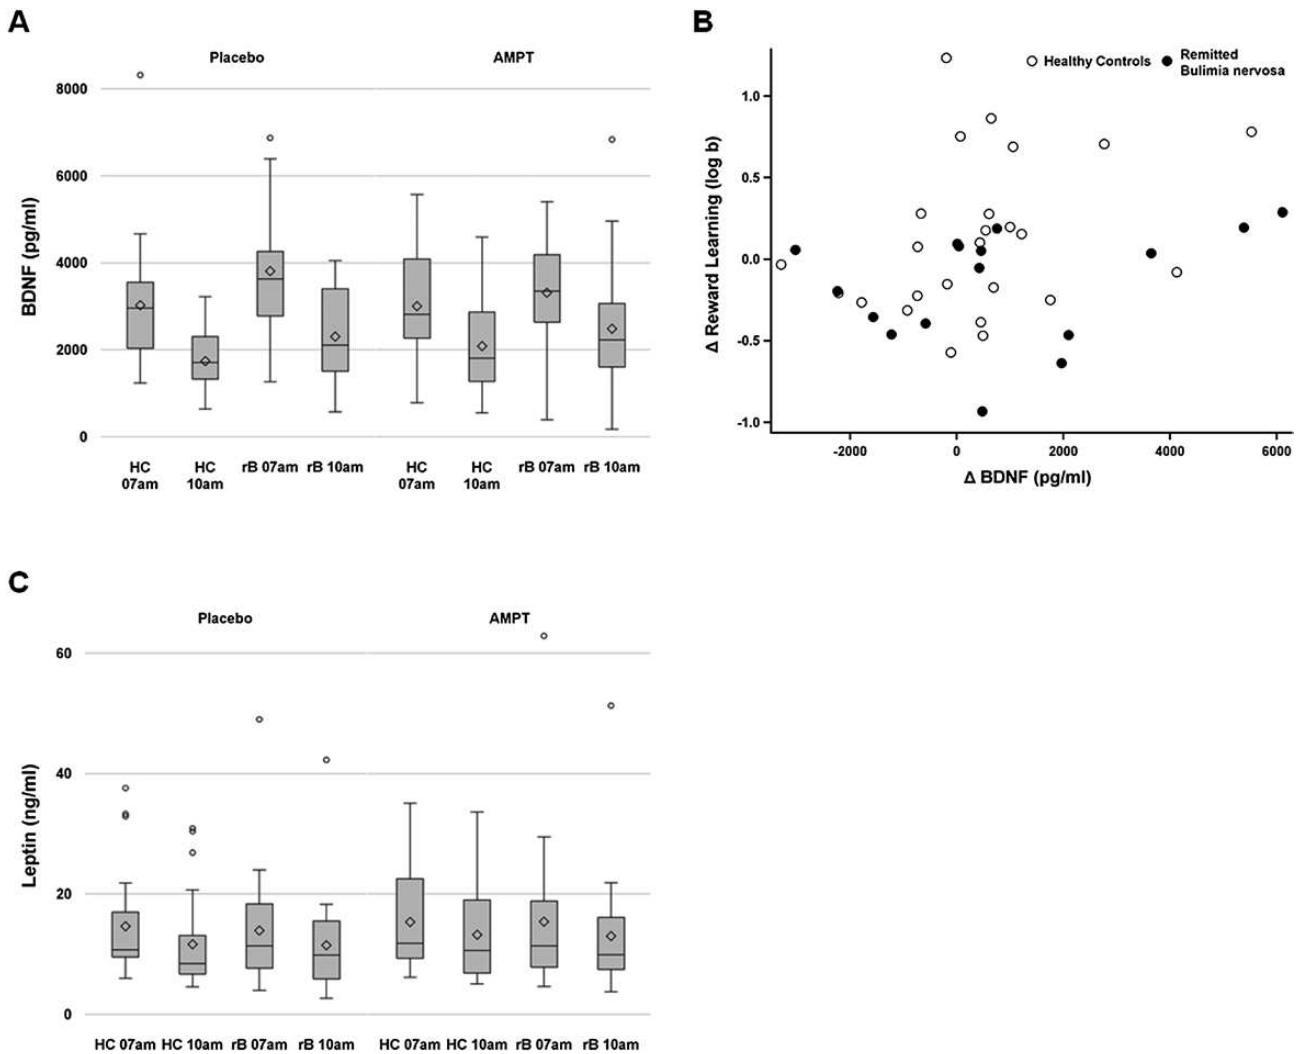 A
Placebo
AMPT
8000
6000
4000
2000
0
BDNF (pg/ml)
HC
07am
HC
10am
rB 07am
rB 10am
HC
07am
HC
10am
rB 07am
rB 10am
B
Healthy Controls
Remitted
Bulimia nervosa
1.0
0.5
0.0
-0.5
-1.0
Δ Reward Learning (log b)
-2000
0
2000
4000
6000
Δ BDNF (pg/ml)
C
Placebo
AMPT
60
40
20
0
Leptin (ng/ml)
HC 07am
HC 10am
rB 07am
rB 10am
HC 07am
HC 10am
rB 07am
rB 10am